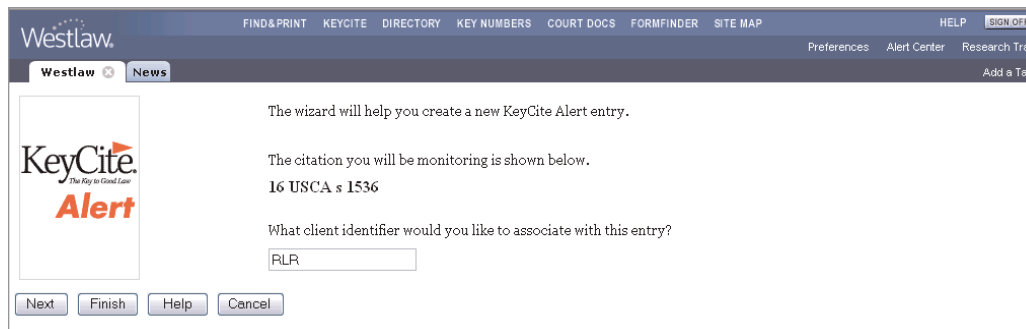 FIND&PRINT KEYCITE DIRECTORY KEY NUMBERS COURT DOCS FORMFINDER SITE MAP HELP SIGN OFF
Westlaw.
Preferences Alert Center Research
Westlaw News Add a
The wizard will help you create a new KeyCite Alert entry.
KeyCite.
The Key to Good Law
Alert
The citation you will be monitoring is shown below.
16 USCA s 1536
What client identifier would you like to associate with this entry?
RLR
Next Finish Help Cancel